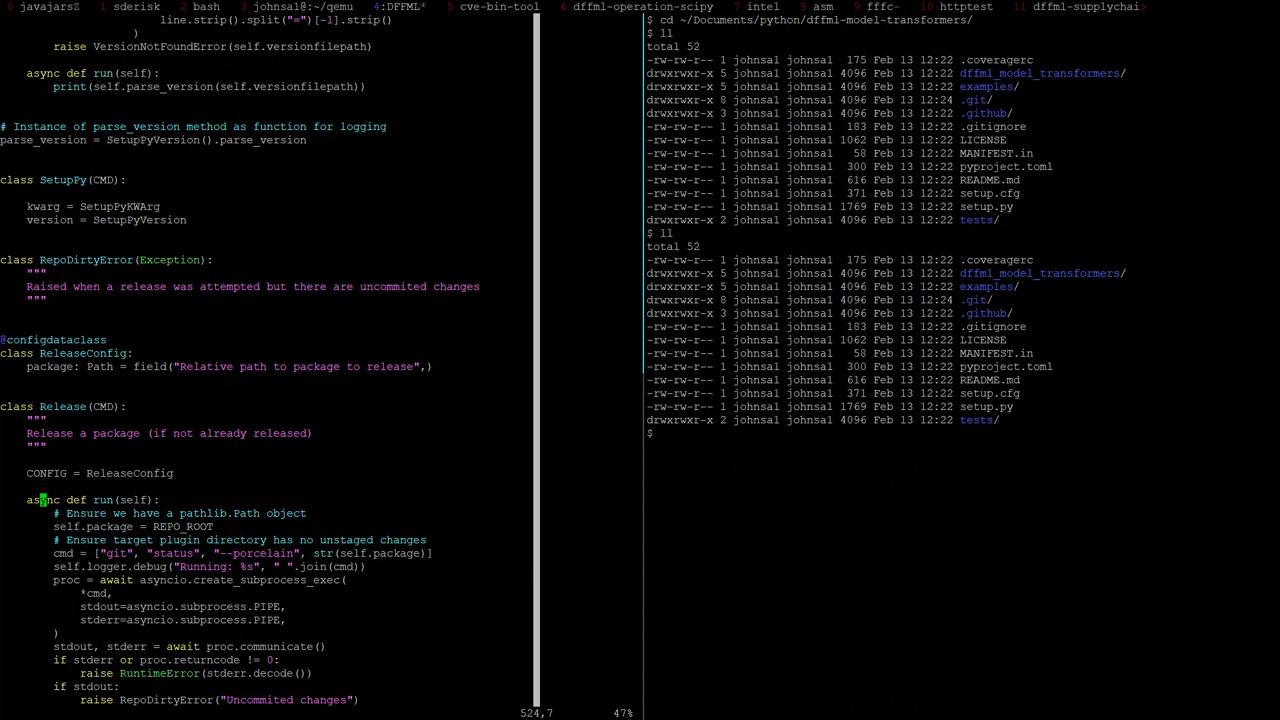 0 javajarsZ 1 sderisk 2 bash 3 johnsa1@:~/qemu 4:DFFML* 5 cve-bin-tool 6 dffml-operation-scipy 7 intel 8 asm 9 fffc- 10 httptest 11 dffml-supplychai>
line.strip().split("=")[-1].strip()
)
raise VersionNotFoundError(self.versionfilepath)
async def run(self):
print(self.parse_version(self.versionfilepath))
# Instance of parse_version method as function for logging
parse_version = SetupPyVersion().parse_version
class SetupPy(CMD):
kwarg = SetupPyKWArg
version = SetupPyVersion
class RepoDirtyError(Exception):
"""
Raised when a release was attempted but there are uncommited changes
"""
@configdataclass
class ReleaseConfig:
package: Path = field("Relative path to package to release",)
class Release(CMD):
"""
Release a package (if not already released)
"""
CONFIG = ReleaseConfig
async def run(self):
# Ensure we have a pathlib.Path object
self.package = REPO_ROOT
# Ensure target plugin directory has no unstaged changes
cmd = ["git", "status", "--porcelain", str(self.package)]
self.logger.debug("Running: %s", " ".join(cmd))
proc = await asyncio.create_subprocess_exec(
*cmd,
stdout=asyncio.subprocess.PIPE,
stderr=asyncio.subprocess.PIPE,
)
stdout, stderr = await proc.communicate()
if stderr or proc.returncode != 0:
raise RuntimeError(stderr.decode())
if stdout:
raise RepoDirtyError("Uncommited changes")
524,7 47%
$ cd ~/Documents/python/dffml-model-transformers/
$ ll
total 52
-rw-rw-r-- 1 johnsa1 johnsa1 175 Feb 13 12:22 .coveragerc
drwxrwxr-x 5 johnsa1 johnsa1 4096 Feb 13 12:22 dffml_model_transformers/
drwxrwxr-x 5 johnsa1 johnsa1 4096 Feb 13 12:22 examples/
drwxrwxr-x 8 johnsa1 johnsa1 4096 Feb 13 12:24 .git/
drwxrwxr-x 3 johnsa1 johnsa1 4096 Feb 13 12:22 .github/
-rw-rw-r-- 1 johnsa1 johnsa1 183 Feb 13 12:22 .gitignore
-rw-rw-r-- 1 johnsa1 johnsa1 1062 Feb 13 12:22 LICENSE
-rw-rw-r-- 1 johnsa1 johnsa1 58 Feb 13 12:22 MANIFEST.in
-rw-rw-r-- 1 johnsa1 johnsa1 300 Feb 13 12:22 pyproject.toml
-rw-rw-r-- 1 johnsa1 johnsa1 616 Feb 13 12:22 README.md
-rw-rw-r-- 1 johnsa1 johnsa1 371 Feb 13 12:22 setup.cfg
-rw-rw-r-- 1 johnsa1 johnsa1 1769 Feb 13 12:22 setup.py
drwxrwxr-x 2 johnsa1 johnsa1 4096 Feb 13 12:22 tests/
$ ll
total 52
-rw-rw-r-- 1 johnsa1 johnsa1 175 Feb 13 12:22 .coveragerc
drwxrwxr-x 5 johnsa1 johnsa1 4096 Feb 13 12:22 dffml_model_transformers/
drwxrwxr-x 5 johnsa1 johnsa1 4096 Feb 13 12:22 examples/
drwxrwxr-x 8 johnsa1 johnsa1 4096 Feb 13 12:24 .git/
drwxrwxr-x 3 johnsa1 johnsa1 4096 Feb 13 12:22 .github/
-rw-rw-r-- 1 johnsa1 johnsa1 183 Feb 13 12:22 .gitignore
-rw-rw-r-- 1 johnsa1 johnsa1 1062 Feb 13 12:22 LICENSE
-rw-rw-r-- 1 johnsa1 johnsa1 58 Feb 13 12:22 MANIFEST.in
-rw-rw-r-- 1 johnsa1 johnsa1 300 Feb 13 12:22 pyproject.toml
-rw-rw-r-- 1 johnsa1 johnsa1 616 Feb 13 12:22 README.md
-rw-rw-r-- 1 johnsa1 johnsa1 371 Feb 13 12:22 setup.cfg
-rw-rw-r-- 1 johnsa1 johnsa1 1769 Feb 13 12:22 setup.py
drwxrwxr-x 2 johnsa1 johnsa1 4096 Feb 13 12:22 tests/
$